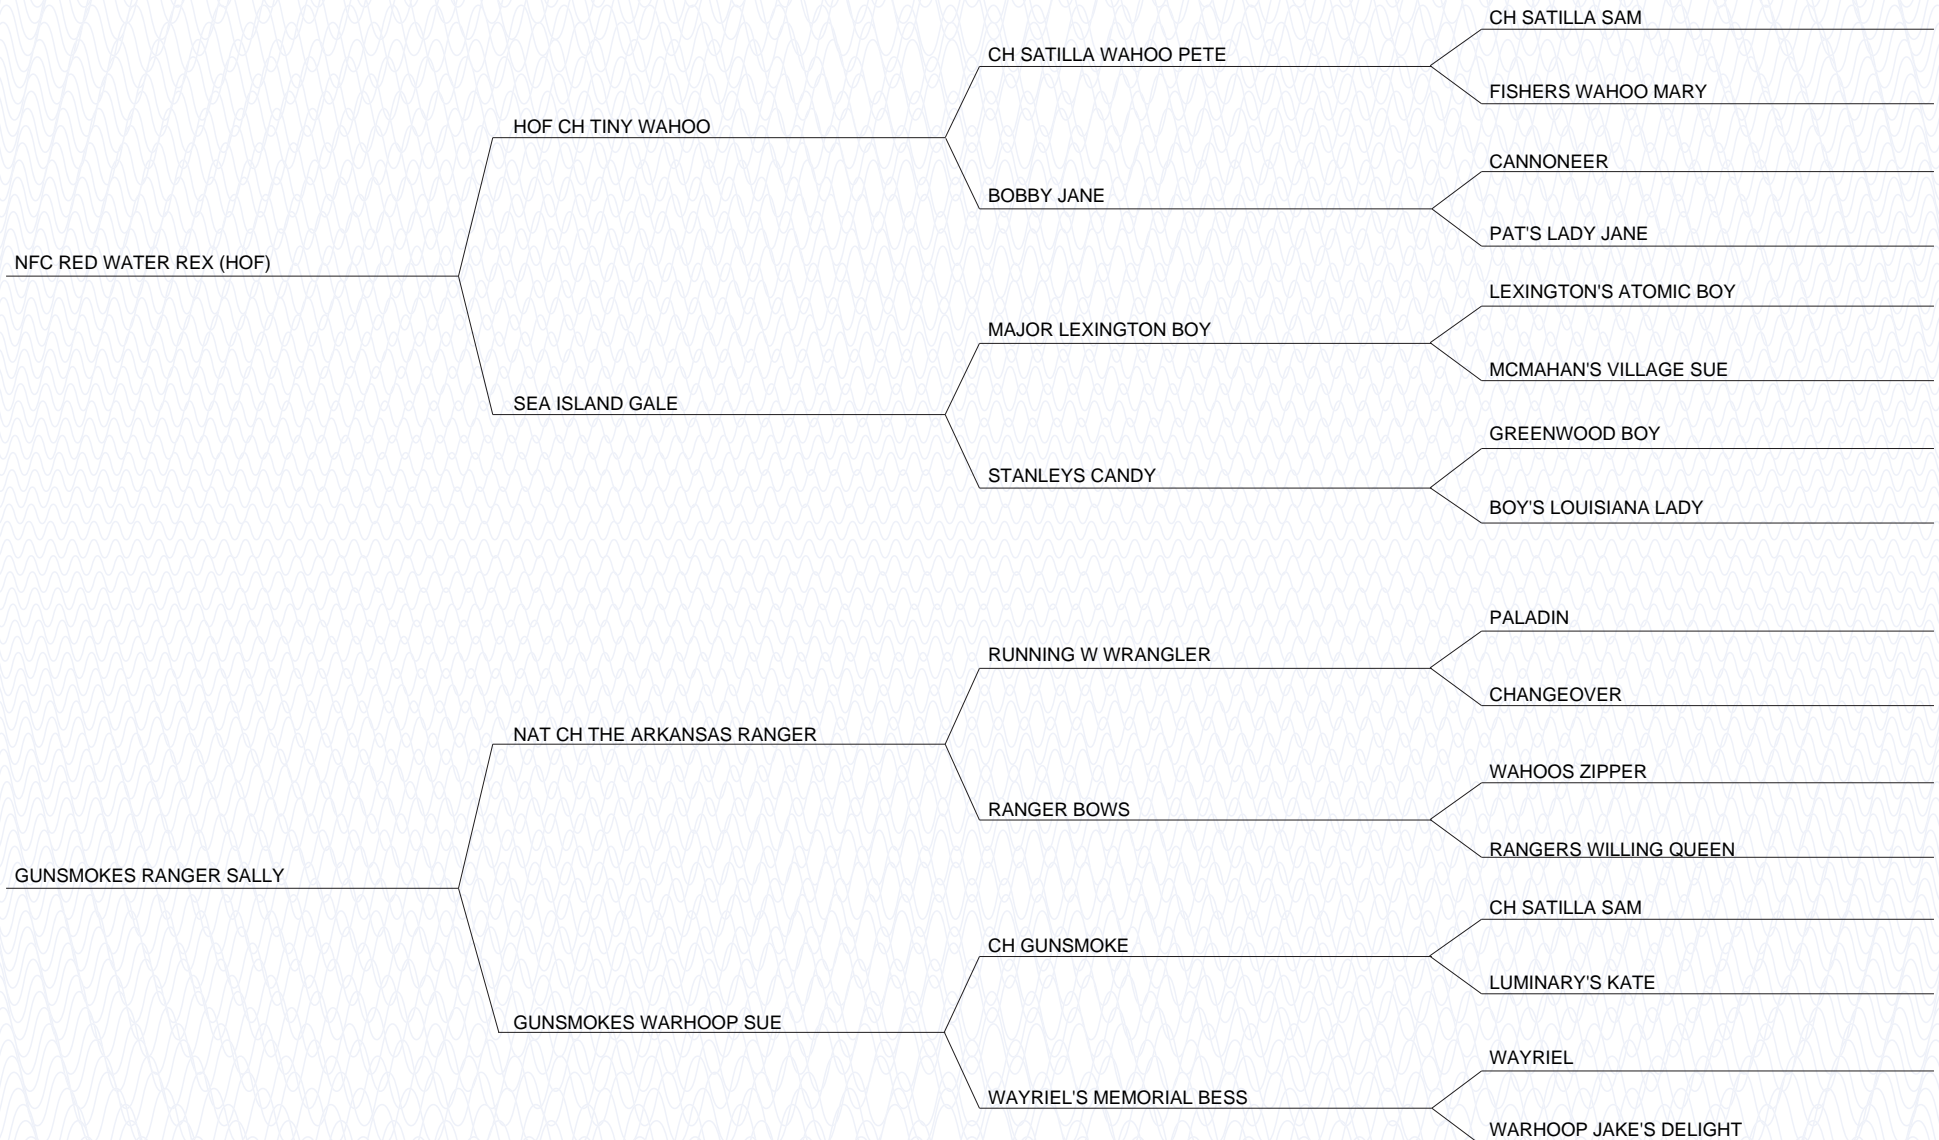 CH SATILLA SAM
CH SATILLA WAHOO PETE
FISHERS WAHOO MARY
HOF CH TINY WAHOO
CANNONEER
BOBBY JANE
PAT'S LADY JANE
NFC RED WATER REX (HOF)
LEXINGTON'S ATOMIC BOY
MAJOR LEXINGTON BOY
MCMAHAN'S VILLAGE SUE
SEA ISLAND GALE
GREENWOOD BOY
STANLEYS CANDY
BOY'S LOUISIANA LADY
PALADIN
RUNNING W WRANGLER
CHANGEOVER
NAT CH THE ARKANSAS RANGER
WAHOOS ZIPPER
RANGER BOWS
RANGERS WILLING QUEEN
GUNSMOKES RANGER SALLY
CH SATILLA SAM
CH GUNSMOKE
LUMINARY'S KATE
GUNSMOKES WARHOOP SUE
WAYRIEL
WAYRIEL'S MEMORIAL BESS
WARHOOP JAKE'S DELIGHT